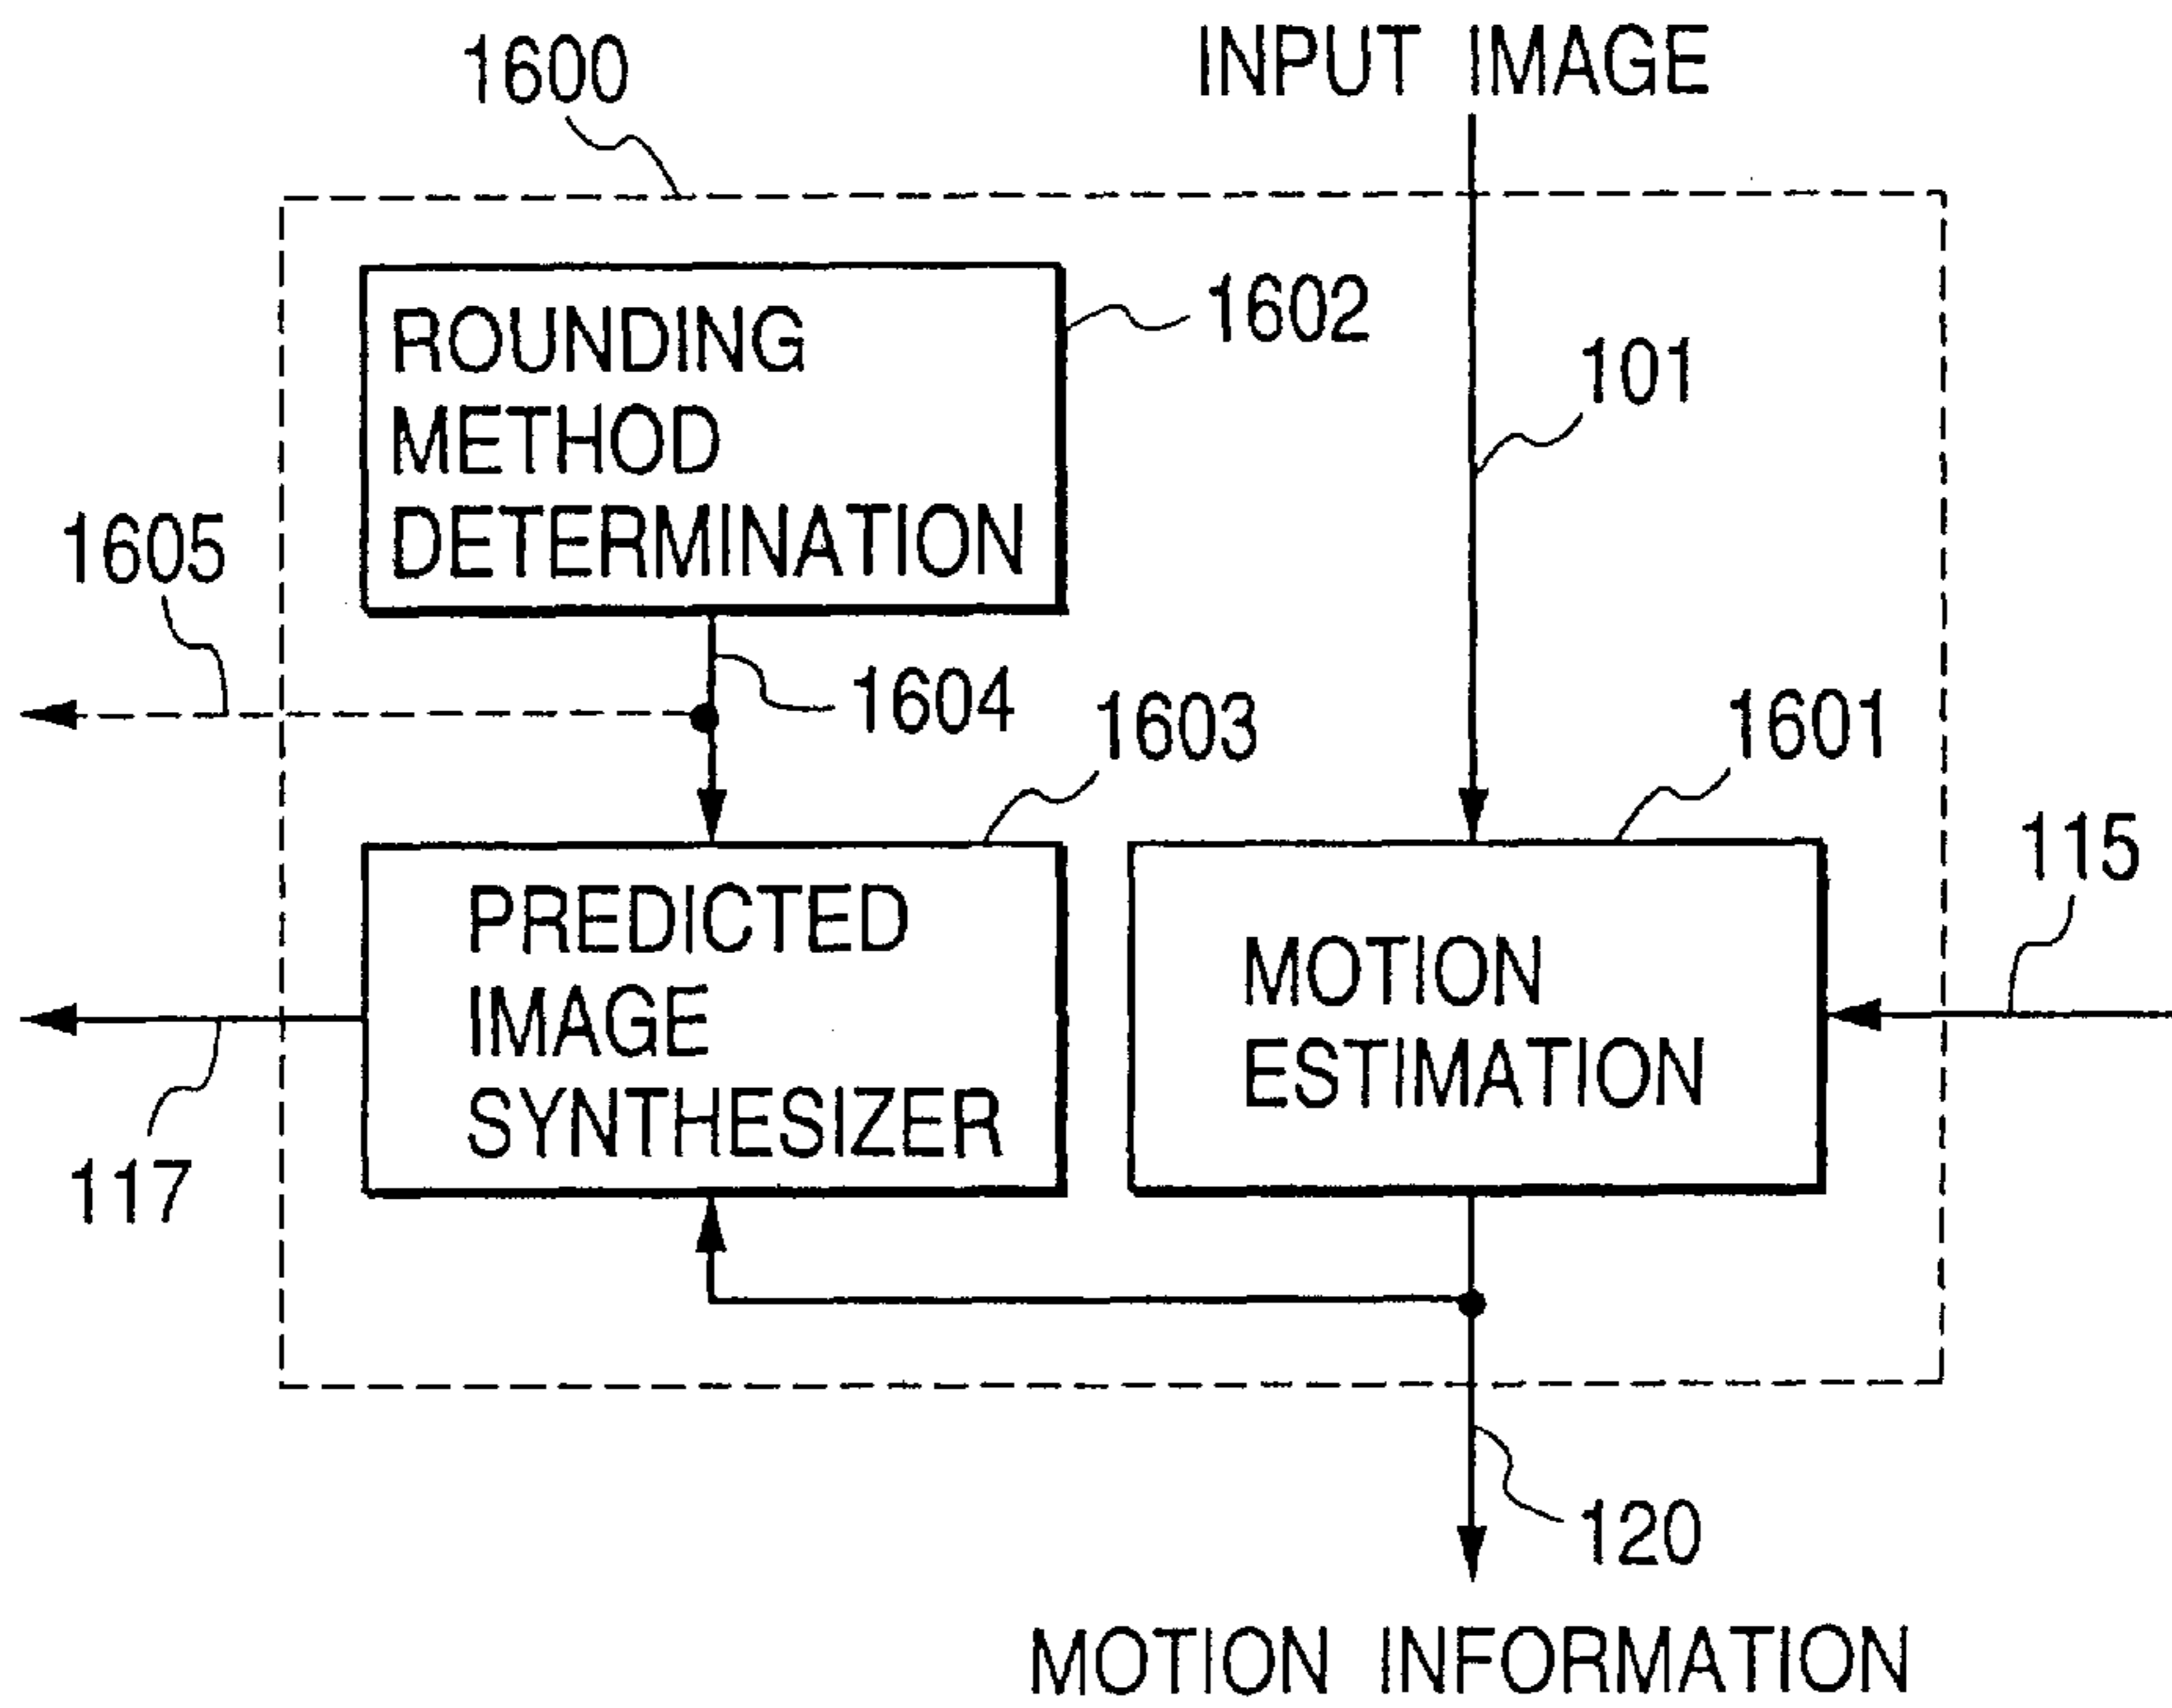 1600
INPUT IMAGE
ROUNDING
METHOD
DETERMINATION
1602
101
1605
1604
1603
1601
115
PREDICTED
IMAGE
SYNTHESIZER
MOTION
ESTIMATION
117
120
MOTION INFORMATION